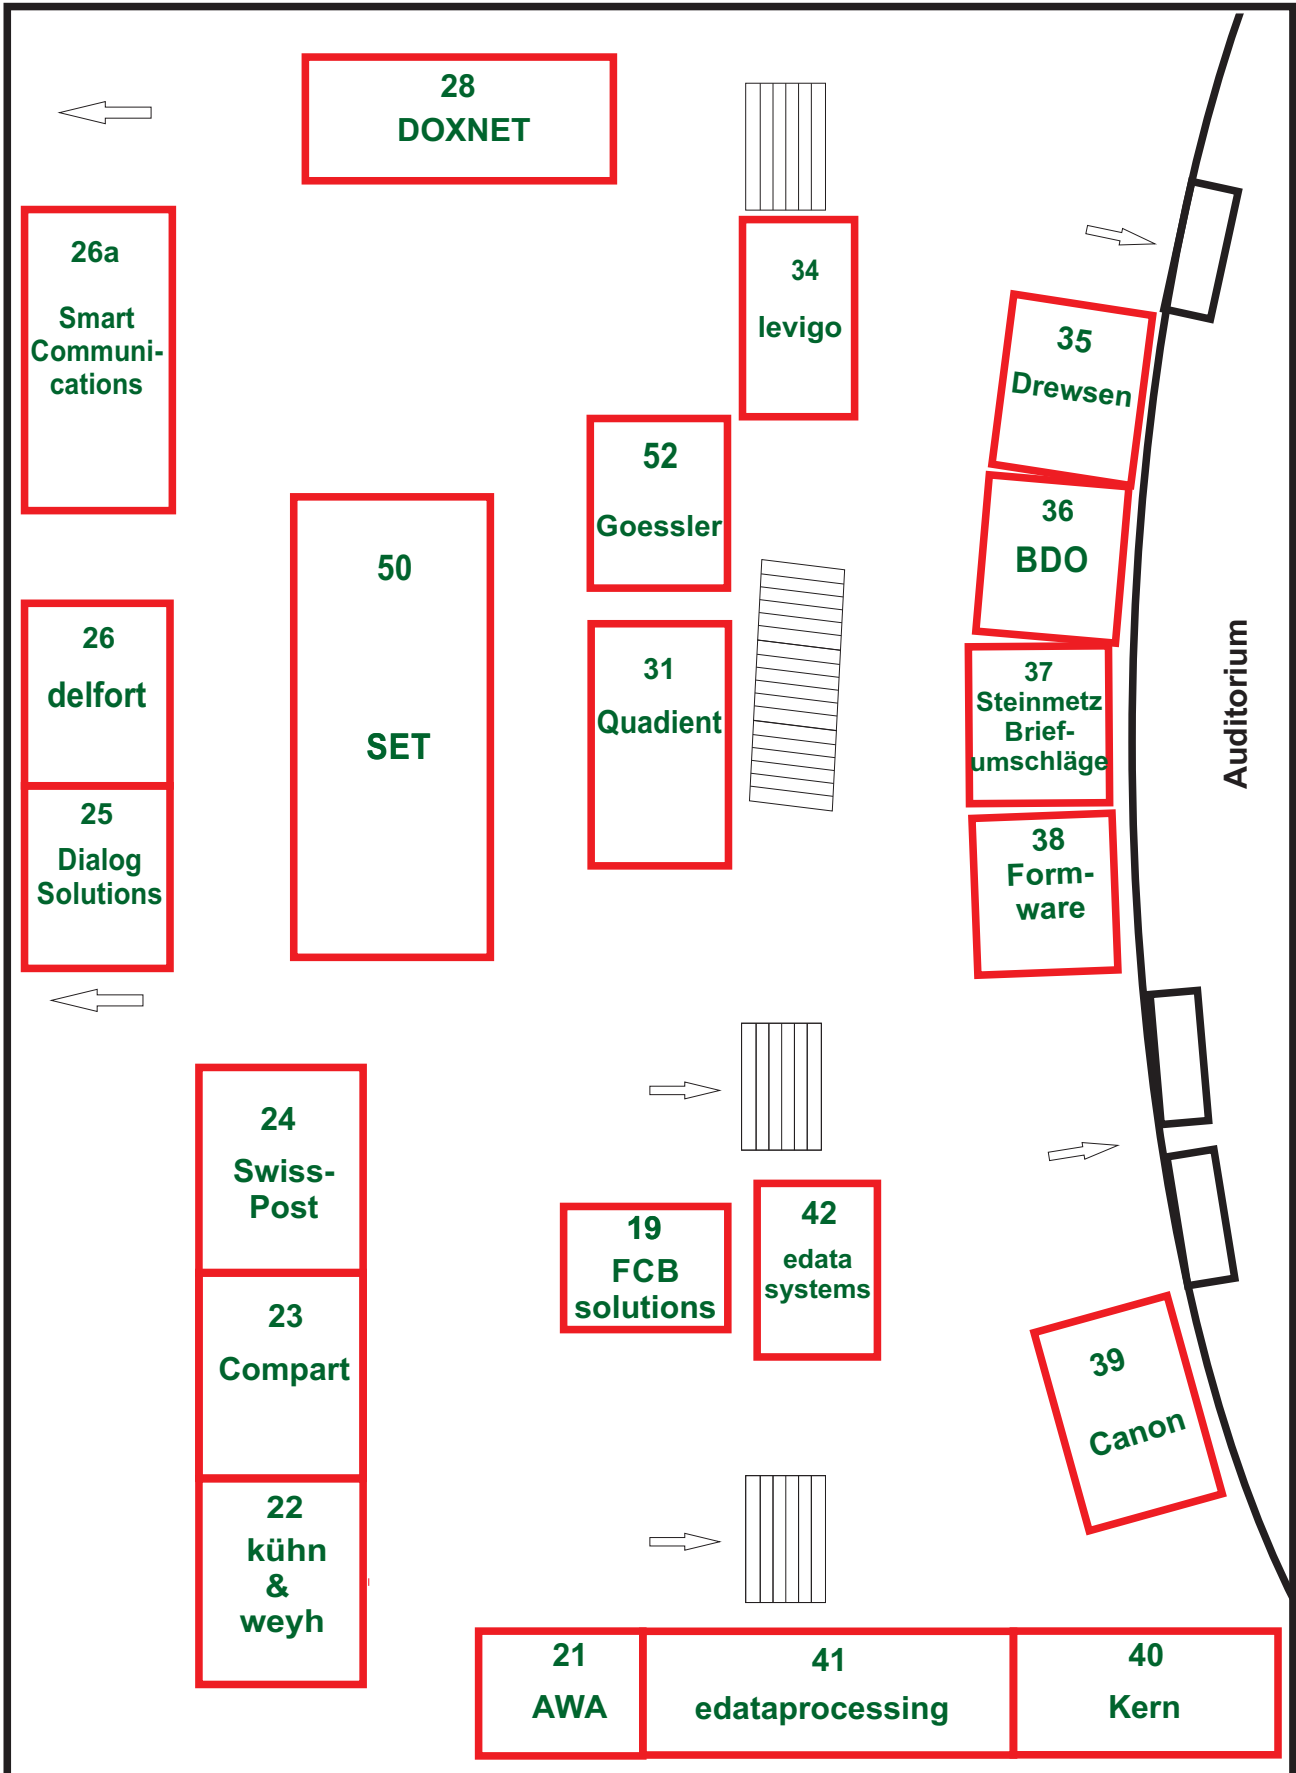 28
DOXNET
26a
Smart
Communi-
cations
34
levigo
35
Drewsen
52
Goessler
36
BDO
50
SET
26
delfort
31
Quadient
37
Steinmetz
Brief-
umschläge
Auditorium
25
Dialog
Solutions
38
Form-
ware
24
Swiss-
Post
19
FCB
solutions
42
edata
systems
23
Compart
39
Canon
22
kühn
&
weyh
21
AWA
41
edataprocessing
40
Kern